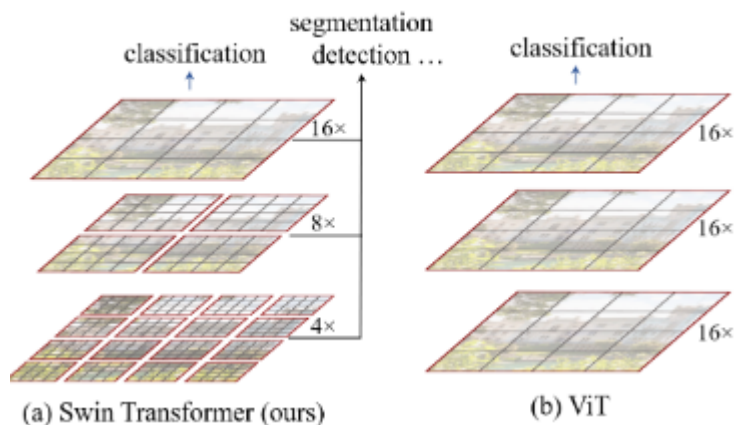 segmentation
detection ...
classification
16×
8×
4×
(a) Swin Transformer (ours)
classification
16×
16×
16×
(b) ViT